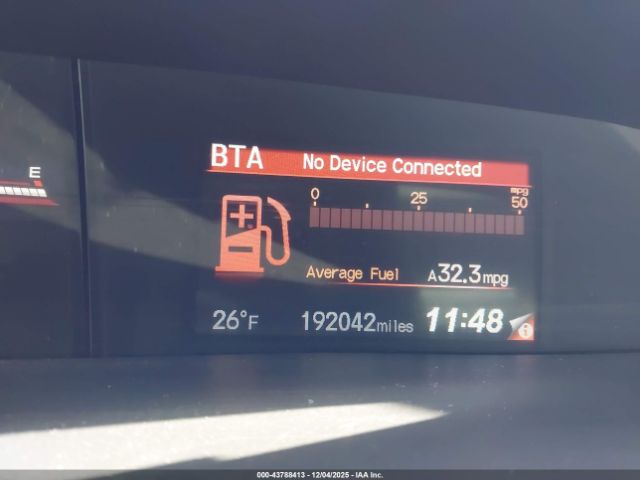 BTA No Device Connected
E
mpg
0 25 50
Average Fuel A32.3mpg
26°F 192042miles 11:48 i
000-43788413 - 12/04/2025 - IAA Inc.